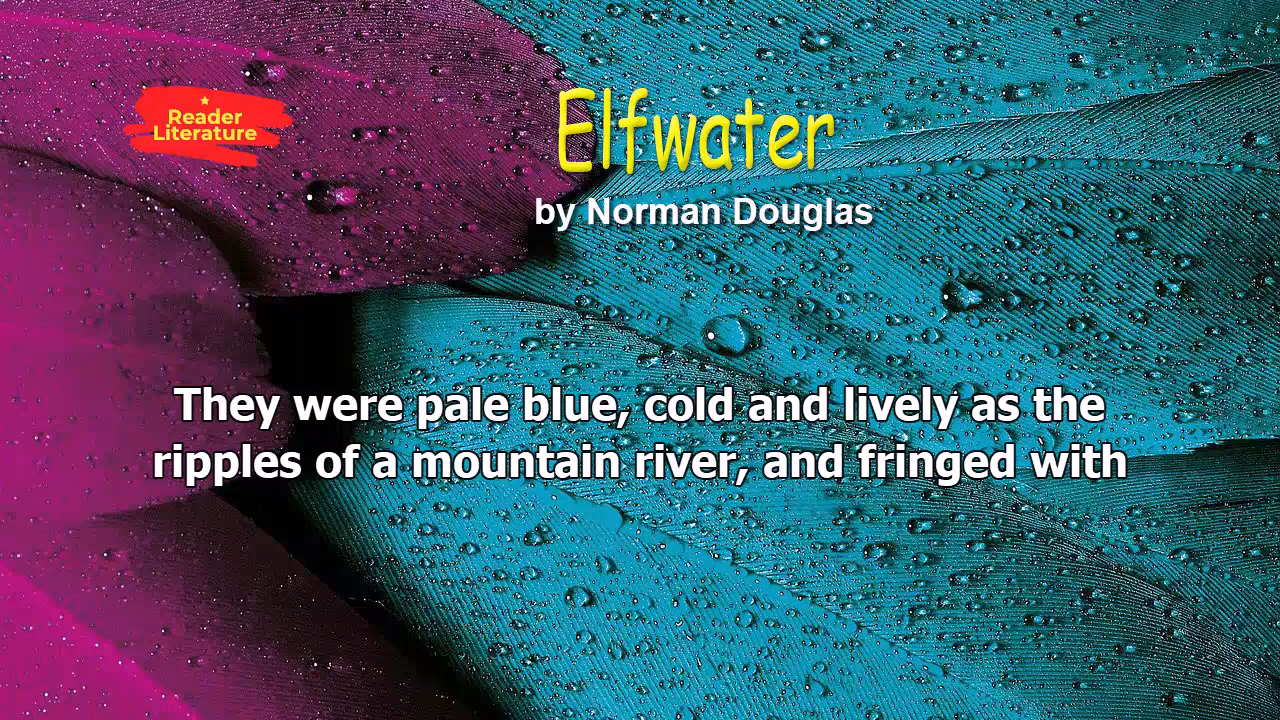 Reader
Literature
Elfwater
by Norman Douglas
They were pale blue, cold and lively as the
ripples of a mountain river, and fringed with